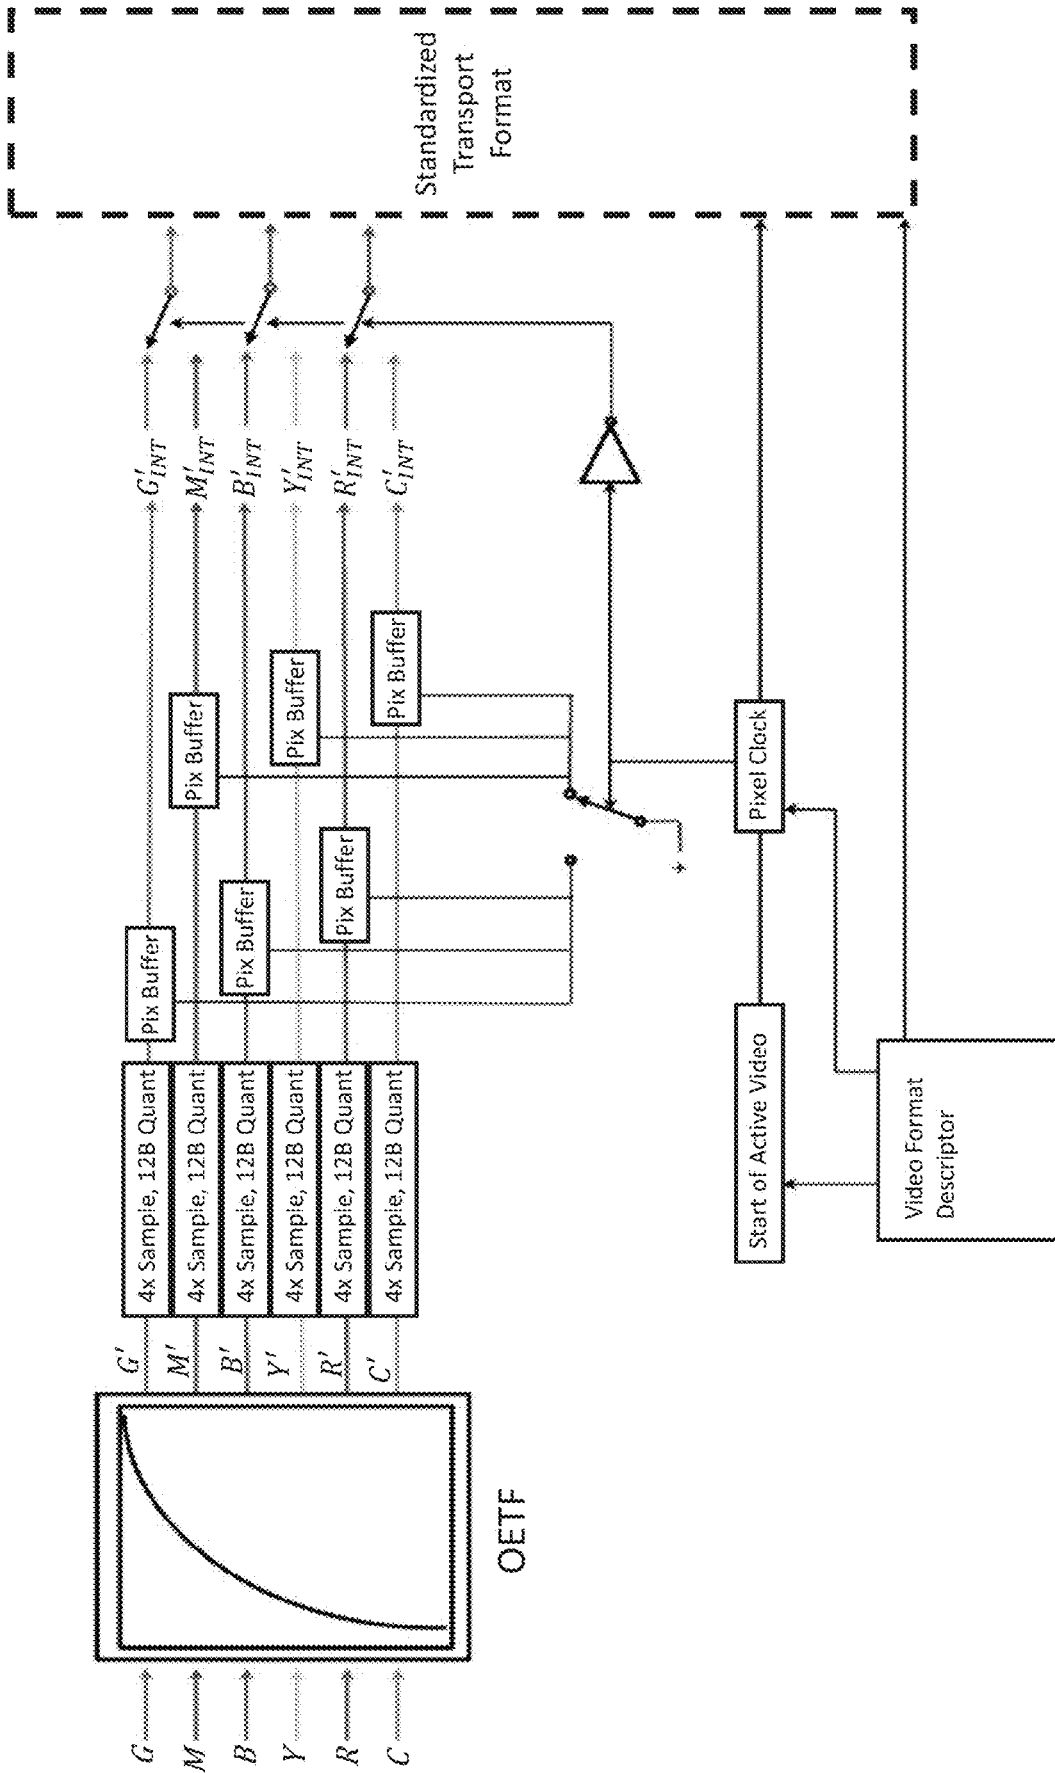 G
M
B
Y
R
C
OETF
G'
M'
B'
Y'
R'
C'
4x Sample, 12B Quant
4x Sample, 12B Quant
4x Sample, 12B Quant
4x Sample, 12B Quant
4x Sample, 12B Quant
4x Sample, 12B Quant
Pix Buffer
Pix Buffer
Pix Buffer
Pix Buffer
Pix Buffer
Pix Buffer
G'INT
M'INT
B'INT
Y'INT
R'INT
C'INT
+
Start of Active Video
Pixel Clock
Video Format
Descriptor
Standardized
Transport
Format